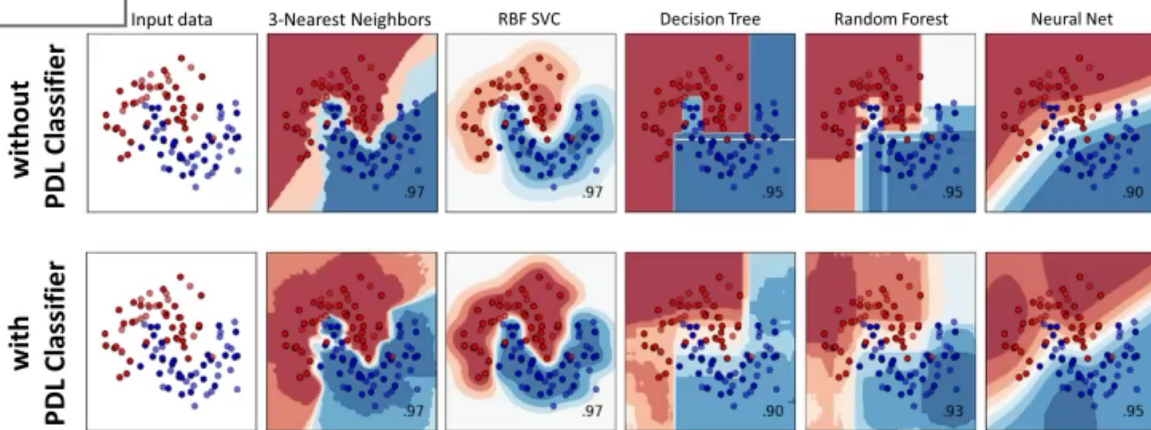 Input data
3-Nearest Neighbors
RBF SVC
Decision Tree
Random Forest
Neural Net
without
PDL Classifier
.97
.97
.95
.95
.90
with
PDL Classifier
.97
.97
.90
.93
.95